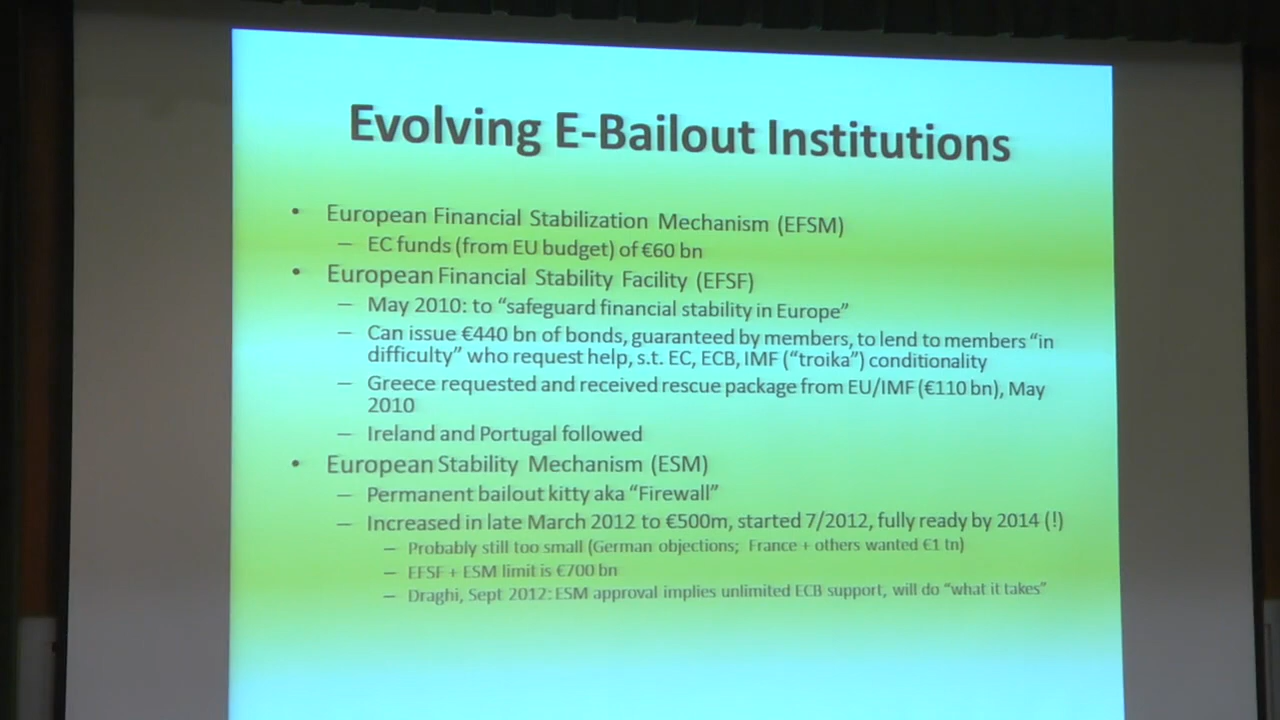 Evolving E-Bailout Institutions
• European Financial Stabilization Mechanism (EFSM)
– EC funds (from EU budget) of €60 bn
• European Financial Stability Facility (EFSF)
– May 2010: to “safeguard financial stability in Europe”
– Can issue €440 bn of bonds, guaranteed by members, to lend to members “in
difficulty” who request help, s.t. EC, ECB, IMF (“troika”) conditionality
– Greece requested and received rescue package from EU/IMF (€110 bn), May
2010
– Ireland and Portugal followed
• European Stability Mechanism (ESM)
– Permanent bailout kitty aka “Firewall”
– Increased in late March 2012 to €500m, started 7/2012, fully ready by 2014 (!)
– Probably still too small (German objections; France + others wanted €1 tn)
– EFSF + ESM limit is €700 bn
– Draghi, Sept 2012: ESM approval implies unlimited ECB support, will do “what it takes”